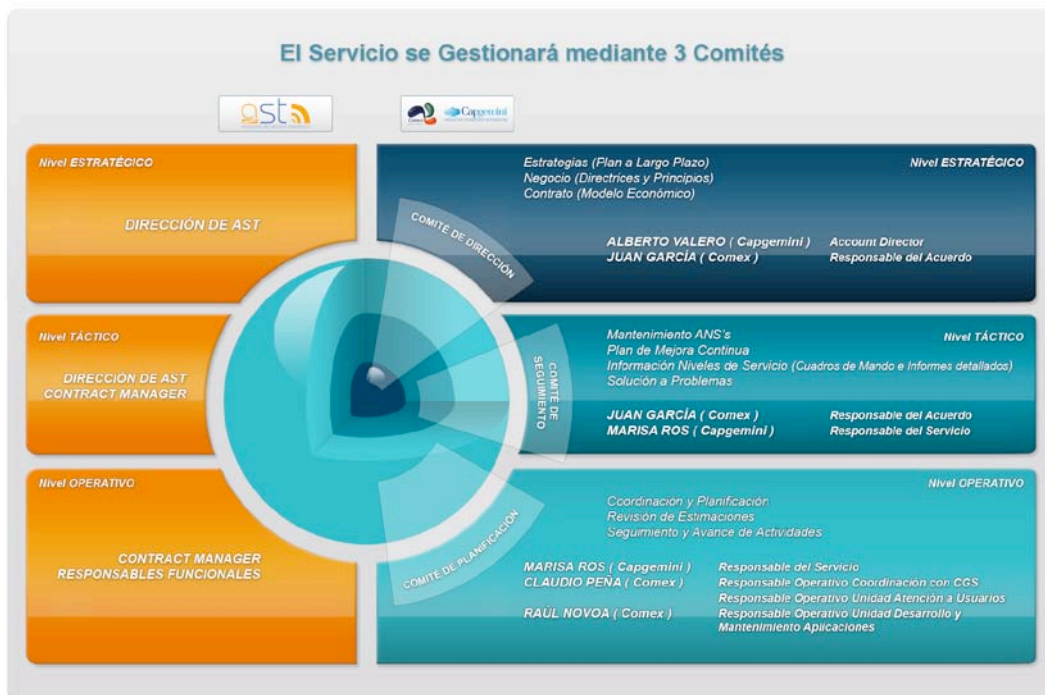 El Servicio se Gestionará mediante 3 Comités
ast
Comex
Capgemini
Nivel ESTRATÉGICO
DIRECCIÓN DE AST
COMITÉ DE DIRECCIÓN
Estrategias (Plan a Largo Plazo)
Nivel ESTRATÉGICO
Negocio (Directrices y Principios)
Contrato (Modelo Económico)
ALBERTO VALERO ( Capgemini ) Account Director
JUAN GARCÍA ( Comex ) Responsable del Acuerdo
Nivel TÁCTICO
DIRECCIÓN DE AST
CONTRACT MANAGER
COMITÉ DE
SEGUIMIENTO
Mantenimiento ANS's
Nivel TÁCTICO
Plan de Mejora Continua
Información Niveles de Servicio (Cuadros de Mando e Informes detallados)
Solución a Problemas
JUAN GARCÍA ( Comex ) Responsable del Acuerdo
MARISA ROS ( Capgemini ) Responsable del Servicio
Nivel OPERATIVO
CONTRACT MANAGER
RESPONSABLES FUNCIONALES
COMITÉ DE PLANIFICACIÓN
Nivel OPERATIVO
Coordinación y Planificación
Revisión de Estimaciones
Seguimiento y Avance de Actividades
MARISA ROS ( Capgemini ) Responsable del Servicio
CLAUDIO PEÑA ( Comex ) Responsable Operativo Coordinación con CGS
Responsable Operativo Unidad Atención a Usuarios
RAÚL NOVOA ( Comex ) Responsable Operativo Unidad Desarrollo y
Mantenimiento Aplicaciones